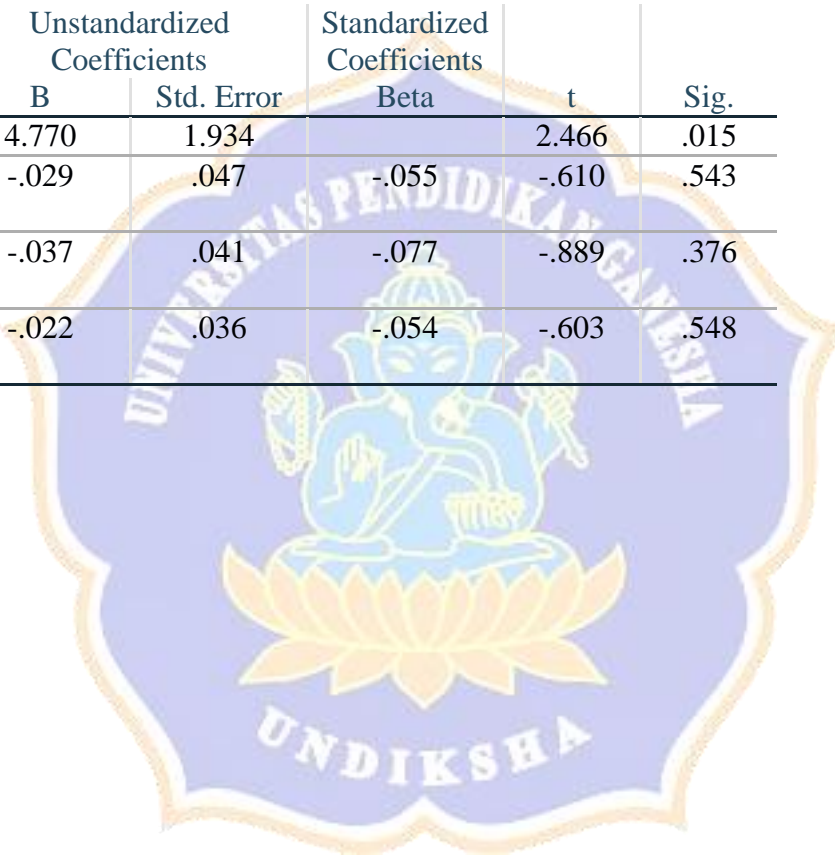 Unstandardized Standardized
Coefficients Coefficients
B Std. Error Beta t Sig.
4.770 1.934 2.466 .015
-.029 .047 -.055 -.610 .543
-.037 .041 -.077 -.889 .376
-.022 .036 -.054 -.603 .548
UNIVERSITAS PENDIDIKAN GANESHA
UNDIKSHA